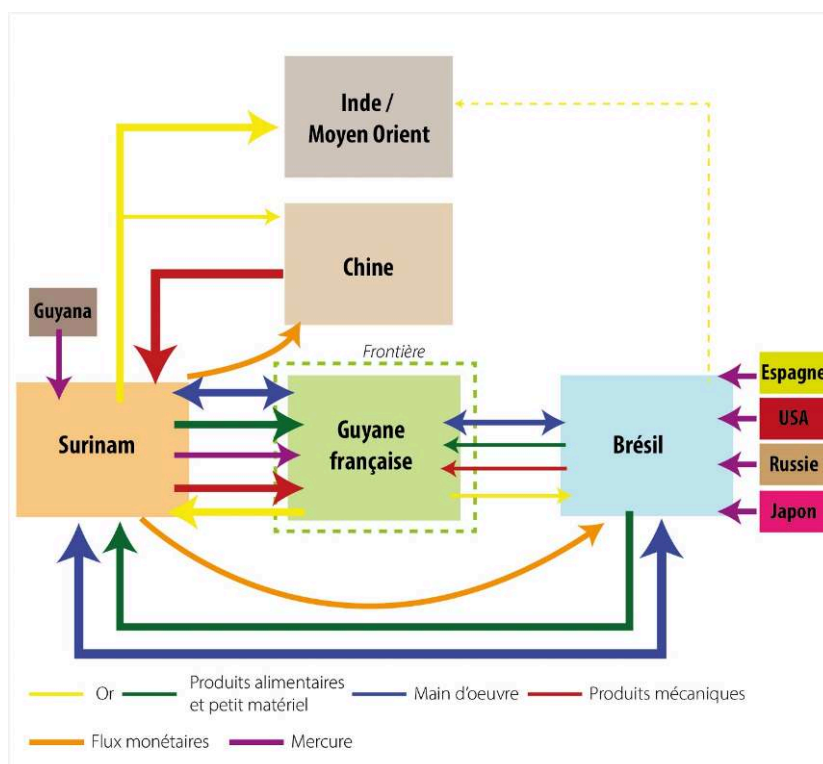 Inde /
Moyen Orient
Chine
Guyana
Frontière
Surinam
Guyane
française
Brésil
Espagne
USA
Russie
Japon
Or
Produits alimentaires
et petit matériel
Main d'oeuvre
Produits mécaniques
Flux monétaires
Mercure